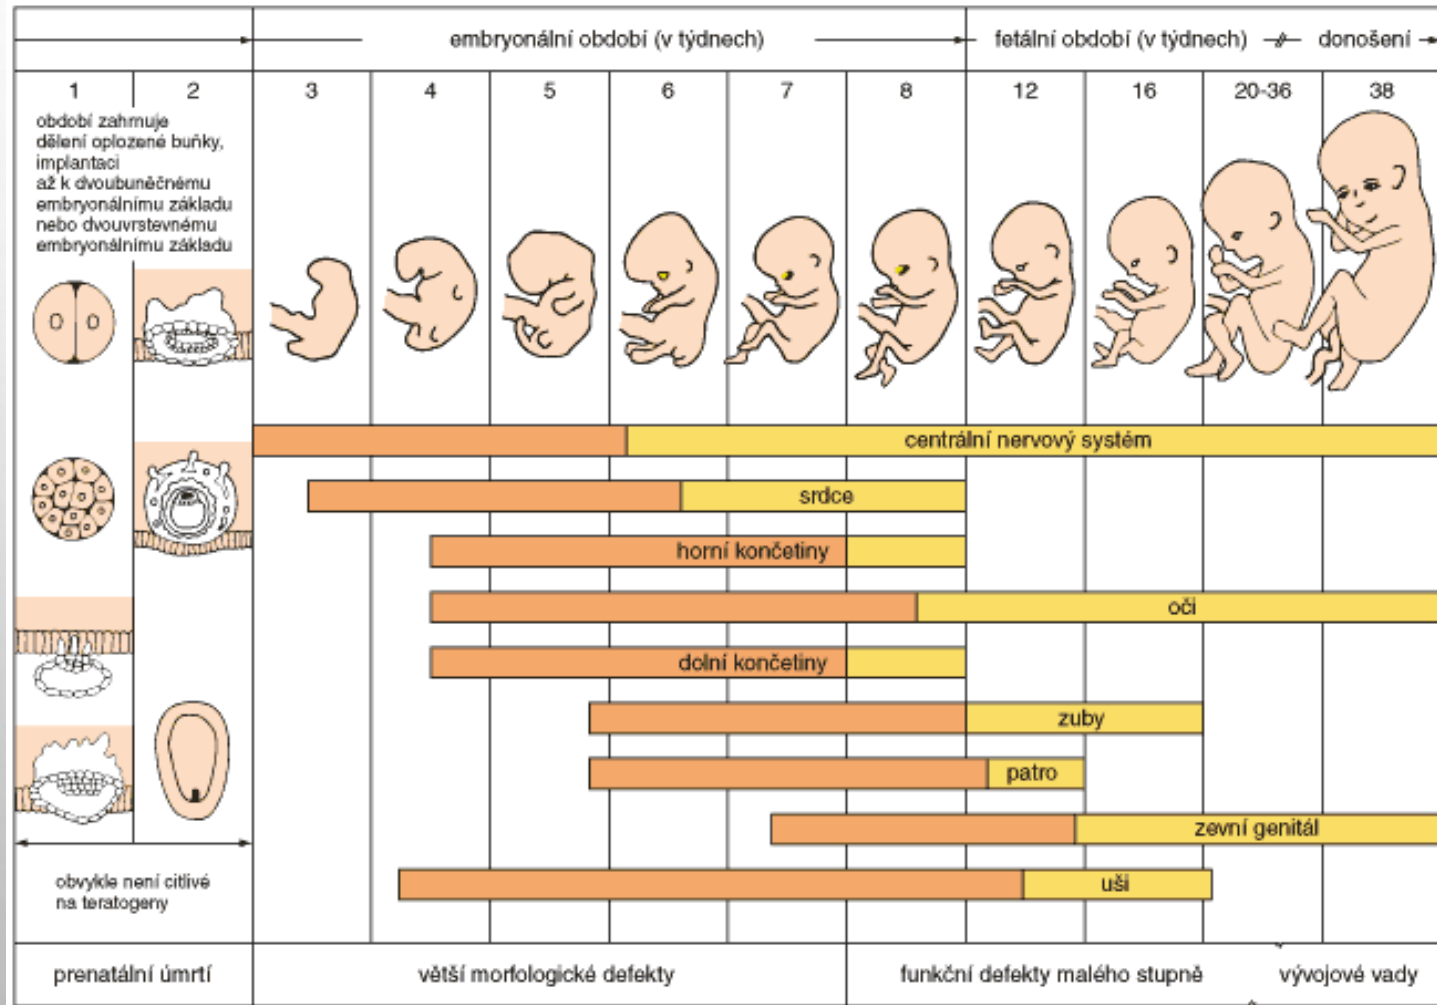 embryonální období (v týdnech)
fetální období (v týdnech)
donošení
1
2
3
4
5
6
7
8
12
16
20-36
38
období zahrnuje
dělení oplozené buňky,
implantaci
až k dvoubuněčnému
embryonálnímu základu
nebo dvouvrstevnému
embryonálnímu základu
centrální nervový systém
srdce
horní končetiny
oči
dolní končetiny
zuby
patro
zevní genitál
uši
obvykle není citlivé
na teratogeny
prenatální úmrtí
větší morfologické defekty
funkční defekty malého stupně
vývojové vady